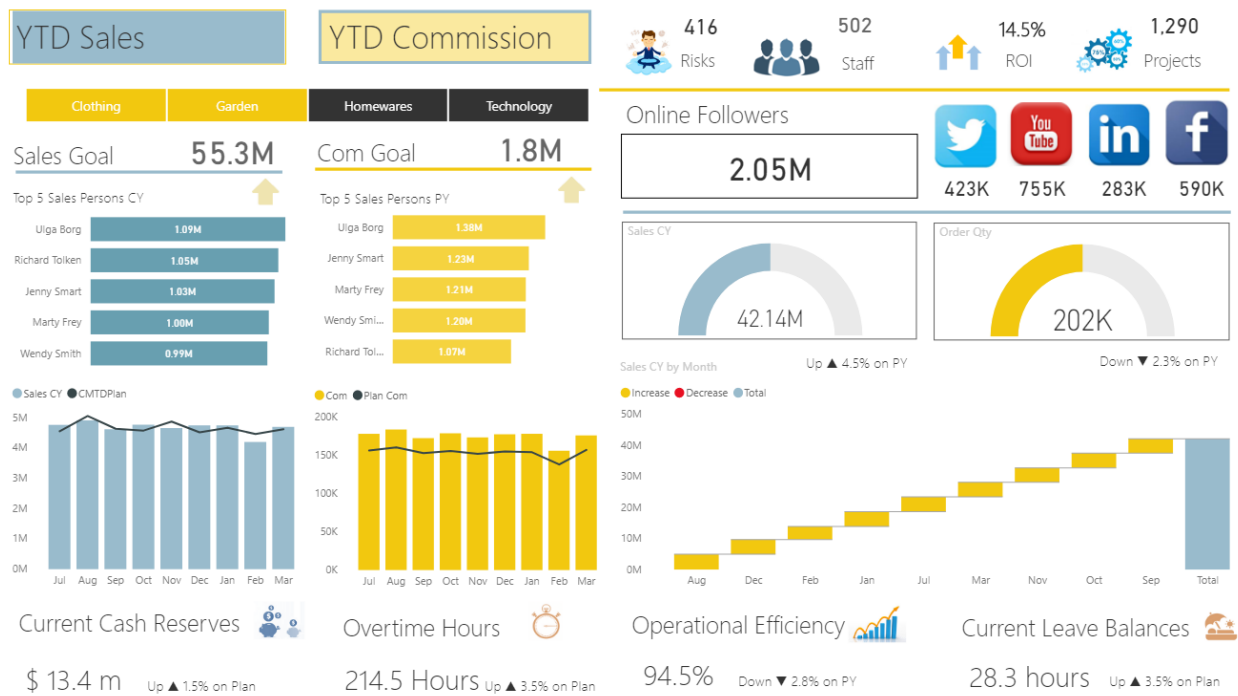 YTD Sales
YTD Commission
416
Risks
502
Staff
14.5%
ROI
1,290
Projects
Clothing
Garden
Homewares
Technology
Sales Goal
55.3M
Com Goal
1.8M
Online Followers
2.05M
You
Tube
in
f
423K
755K
283K
590K
Top 5 Sales Persons CY
Ulga Borg
1.09M
Richard Tolken
1.05M
Jenny Smart
1.03M
Marty Frey
1.00M
Wendy Smith
0.99M
Top 5 Sales Persons PY
Ulga Borg
1.38M
Jenny Smart
1.23M
Marty Frey
1.21M
Wendy Smi...
1.20M
Richard Tol...
1.07M
Sales CY
42.14M
Up ▲ 4.5% on PY
Order Qty
202K
Down ▼ 2.3% on PY
Sales CY CMTDPlan
5M
4M
3M
2M
1M
0M
Jul Aug Sep Oct Nov Dec Jan Feb Mar
Com Plan Com
200K
150K
100K
50K
0K
Jul Aug Sep Oct Nov Dec Jan Feb Mar
Sales CY by Month
Increase Decrease Total
50M
40M
30M
20M
10M
0M
Aug Dec Feb Jan Jul Mar Nov Oct Sep Total
Current Cash Reserves
$ 13.4 m
Up ▲ 1.5% on Plan
Overtime Hours
214.5 Hours
Up ▲ 3.5% on Plan
Operational Efficiency
94.5%
Down ▼ 2.8% on PY
Current Leave Balances
28.3 hours
Up ▲ 3.5% on Plan